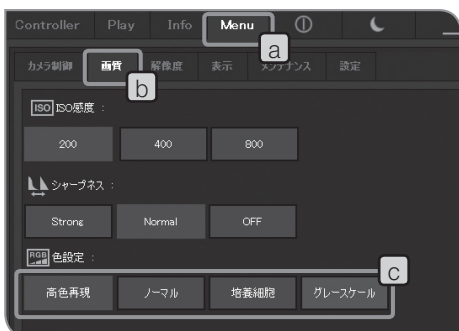 Controller Play Info Menu
a
カメラ制御 画質 解像度 表示 メンテナンス 設定
b
ISO ISO感度 :
200 400 800
シャープネス :
Strong Normal OFF
RGB 色設定 :
c
高色再現 ノーマル 培養細胞 グレースケール